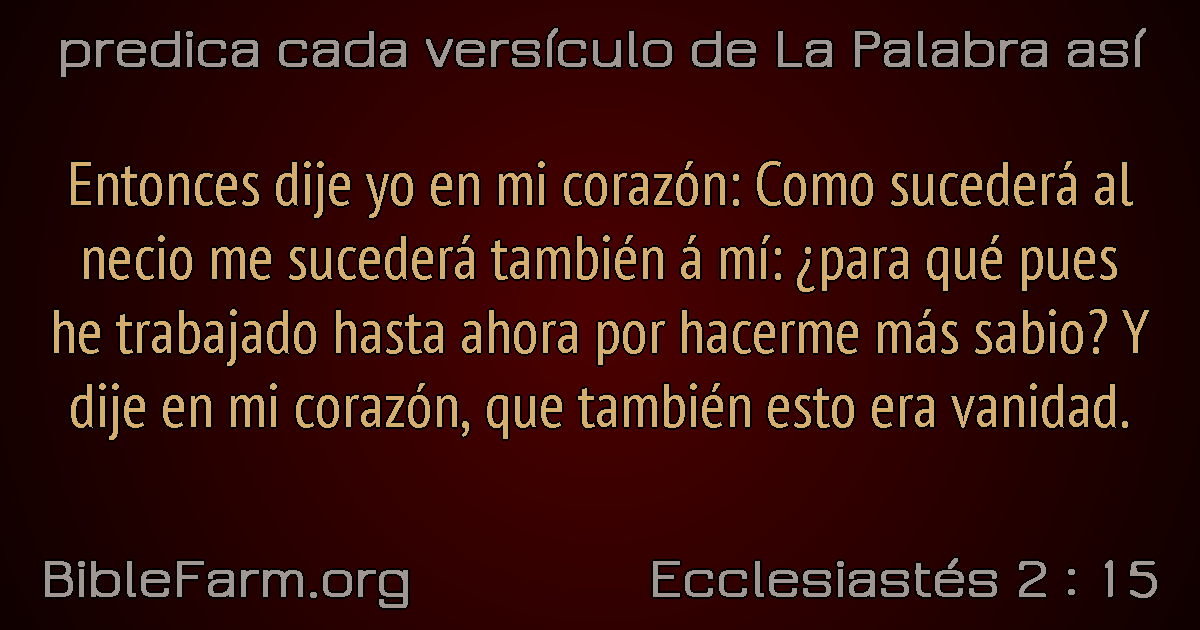 predica cada versículo de La Palabra así
Entonces dije yo en mi corazón: Como sucederá al
necio me sucederá también á mí: ¿para qué pues
he trabajado hasta ahora por hacerme más sabio? Y
dije en mi corazón, que también esto era vanidad.
BibleFarm.org
Ecclesiastés 2 : 15